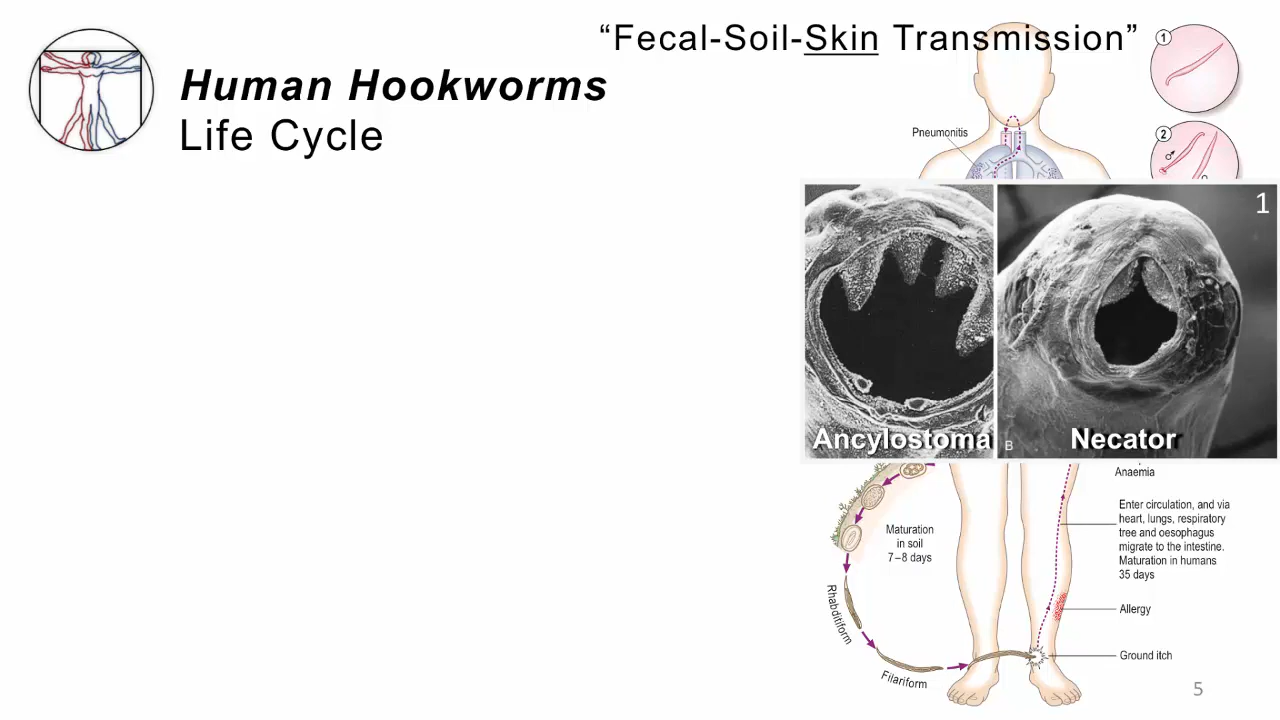 “Fecal-Soil-Skin Transmission”
Human Hookworms
Life Cycle
Pneumonitis
1
2
1
Ancylostoma
B
Necator
Anaemia
Enter circulation, and via
heart, lungs, respiratory
tree and oesophagus
migrate to the intestine.
Maturation in humans
35 days
Maturation
in soil
7–8 days
Rhabditiform
Allergy
Ground itch
Filariform
5